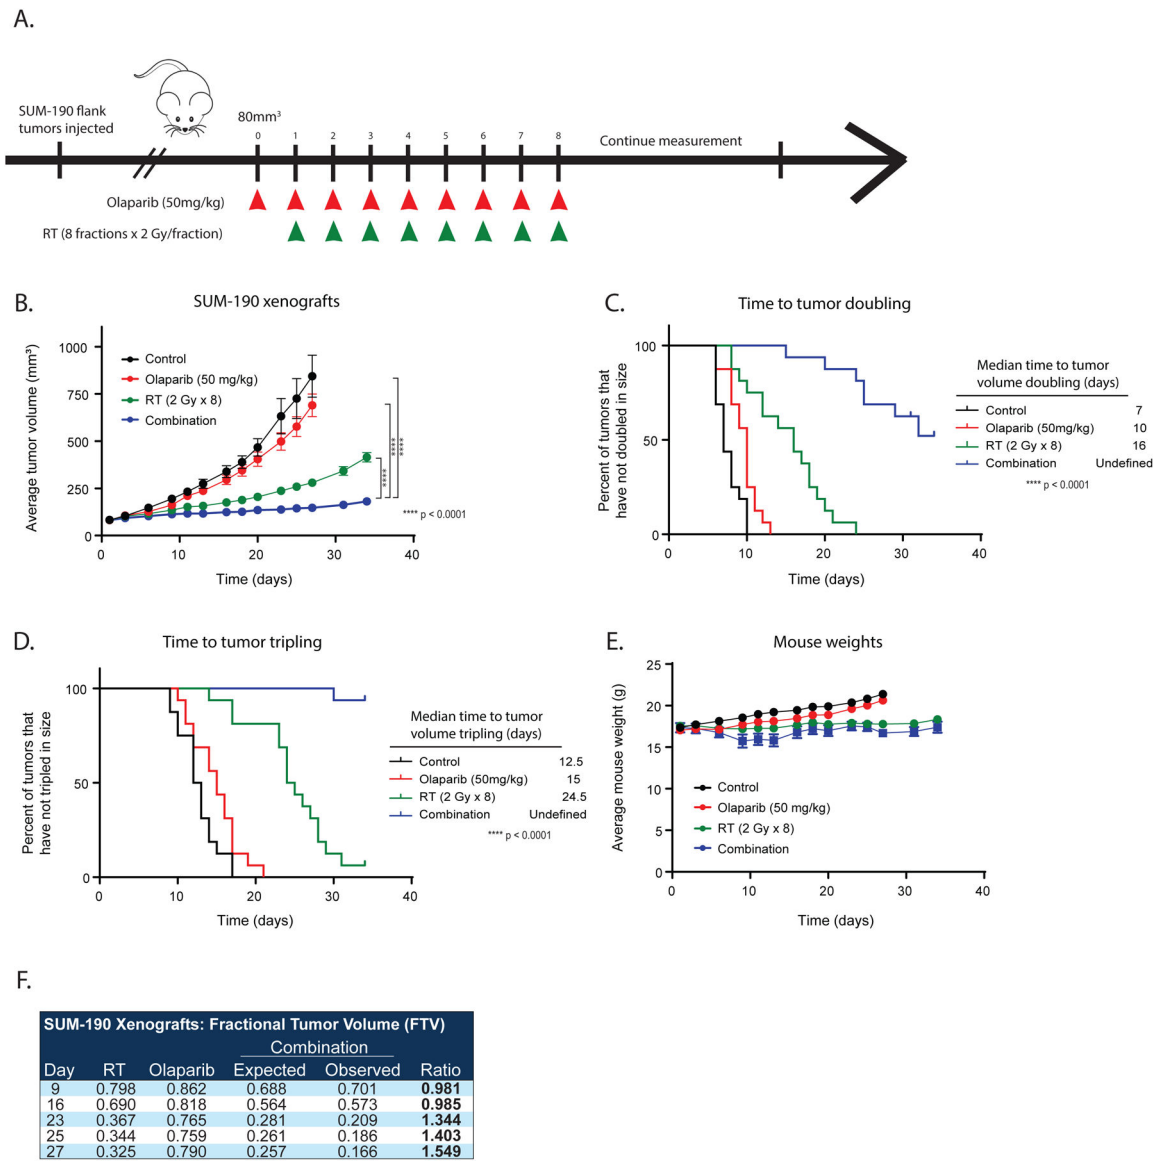 A.
SUM-190 flank
tumors injected
80mm³
0 1 2 3 4 5 6 7 8
Continue measurement
Olaparib (50mg/kg)
RT (8 fractions x 2 Gy/fraction)
B.
SUM-190 xenografts
Average tumor volume (mm³)
1000
750
500
250
0
0 10 20 30 40
Time (days)
Control
Olaparib (50 mg/kg)
RT (2 Gy x 8)
Combination
****
****
****
**** p < 0.0001
C.
Time to tumor doubling
Percent of tumors that
have not doubled in size
100
50
0
0 10 20 30 40
Time (days)
Median time to tumor
volume doubling (days)
Control 7
Olaparib (50mg/kg) 10
RT (2 Gy x 8) 16
Combination Undefined
**** p < 0.0001
D.
Time to tumor tripling
Percent of tumors that
have not tripled in size
100
50
0
0 10 20 30 40
Time (days)
Median time to tumor
volume tripling (days)
Control 12.5
Olaparib (50mg/kg) 15
RT (2 Gy x 8) 24.5
Combination Undefined
**** p < 0.0001
E.
Mouse weights
Average mouse weight (g)
25
20
15
10
5
0
0 10 20 30 40
Time (days)
Control
Olaparib (50 mg/kg)
RT (2 Gy x 8)
Combination
F.
SUM-190 Xenografts: Fractional Tumor Volume (FTV)
Combination
Day RT Olaparib Expected Observed Ratio
9 0.798 0.862 0.688 0.701 0.981
16 0.690 0.818 0.564 0.573 0.985
23 0.367 0.765 0.281 0.209 1.344
25 0.344 0.759 0.261 0.186 1.403
27 0.325 0.790 0.257 0.166 1.549